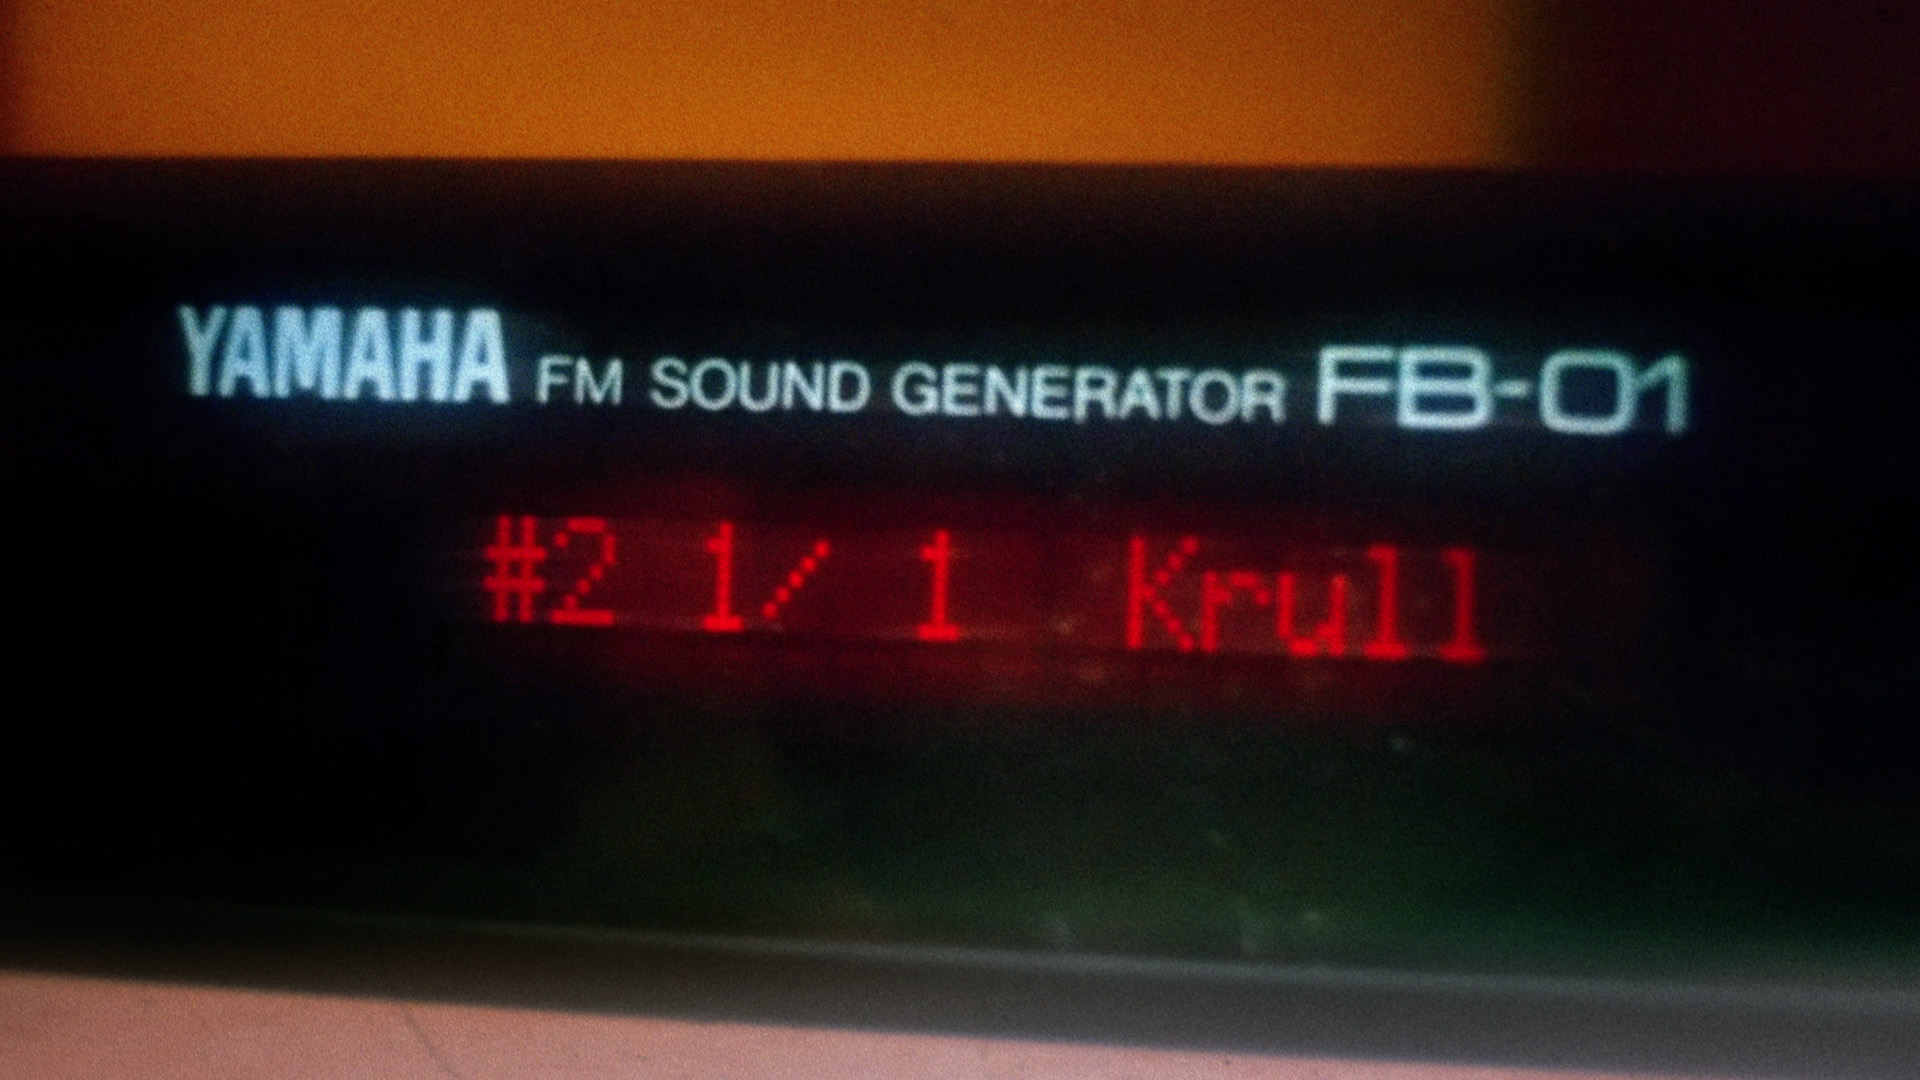 YAMAHA FM SOUND GENERATOR FB-01
#2 1/ 1 Krull